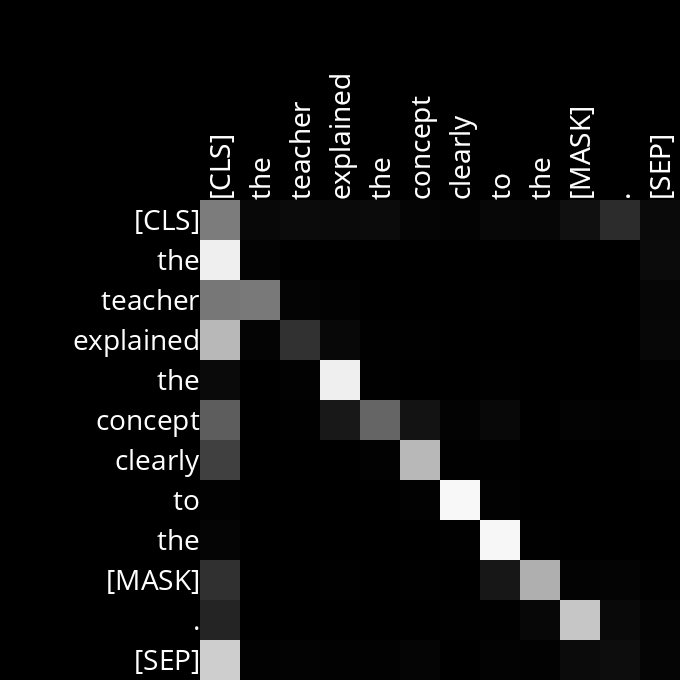 [CLS]
the
teacher
explained
the
concept
clearly
to
the
[MASK]
.
[SEP]
[CLS]
the
teacher
explained
the
concept
clearly
to
the
[MASK]
.
[SEP]